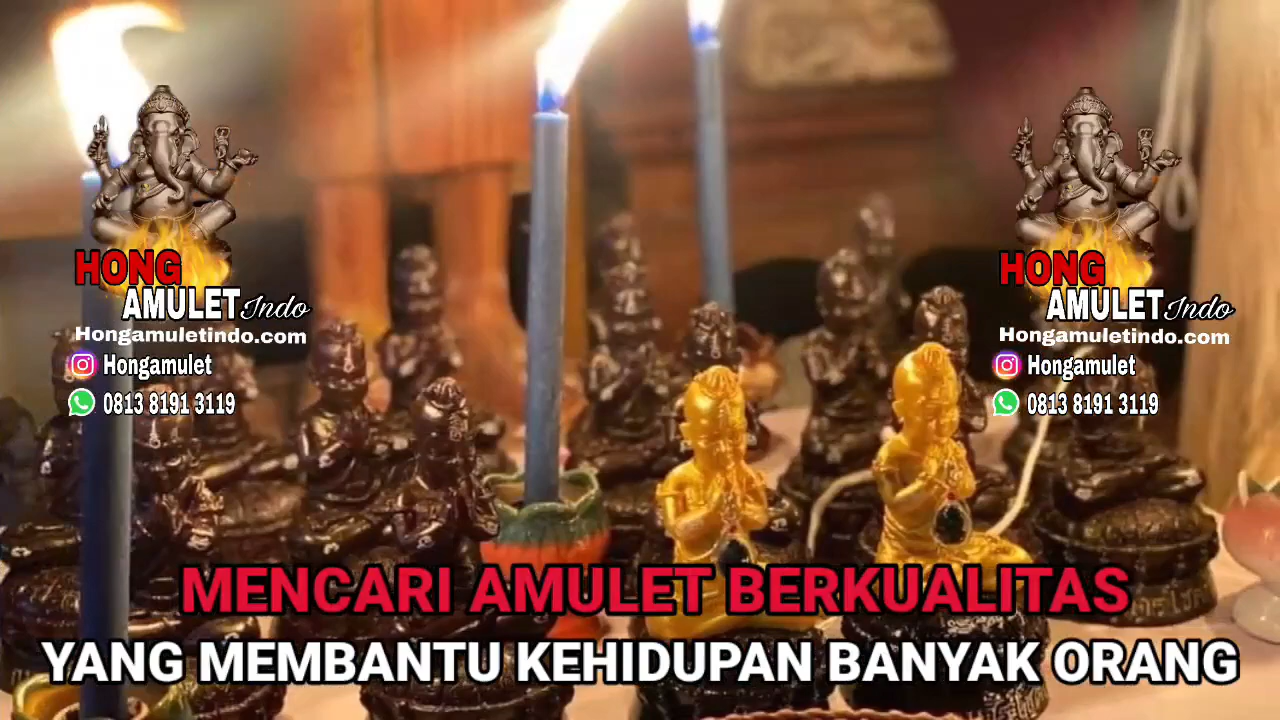 HONG
AMULET Indo
Hongamuletindo.com
Hongamulet
0813 8191 3119
HONG
AMULET Indo
Hongamuletindo.com
Hongamulet
0813 8191 3119
MENCARI AMULET BERKUALITAS
YANG MEMBANTU KEHIDUPAN BANYAK ORANG